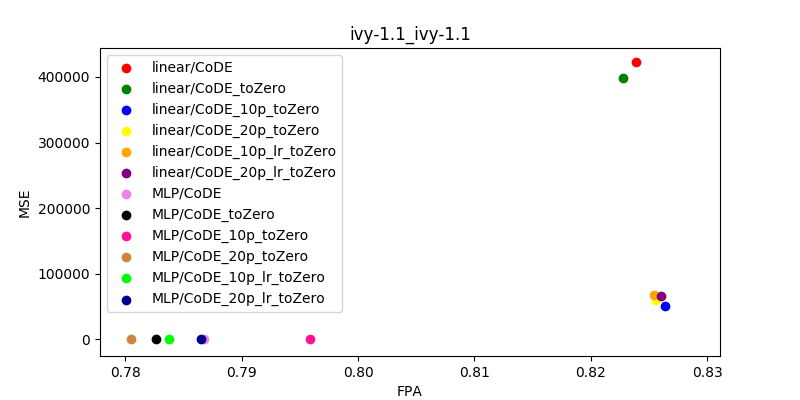 ivy-1.1_ivy-1.1
linear/CoDE
linear/CoDE_toZero
linear/CoDE_10p_toZero
linear/CoDE_20p_toZero
linear/CoDE_10p_lr_toZero
linear/CoDE_20p_lr_toZero
MLP/CoDE
MLP/CoDE_toZero
MLP/CoDE_10p_toZero
MLP/CoDE_20p_toZero
MLP/CoDE_10p_lr_toZero
MLP/CoDE_20p_lr_toZero
MSE
400000
300000
200000
100000
0
0.78 0.79 0.80 0.81 0.82 0.83
FPA